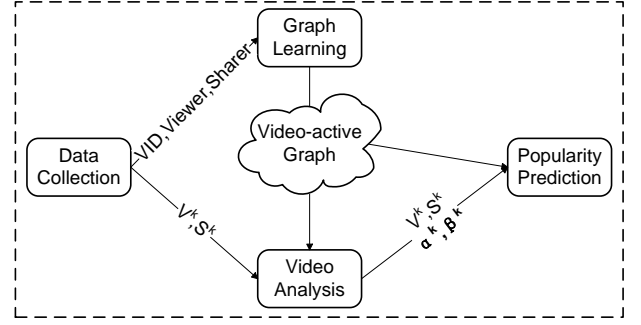 Graph
Learning
VID,Viewer,Sharer
Video-active
Graph
Data
Collection
Popularity
Prediction
V^k,S^k
V^k,S^k
α^k,β^k
Video
Analysis